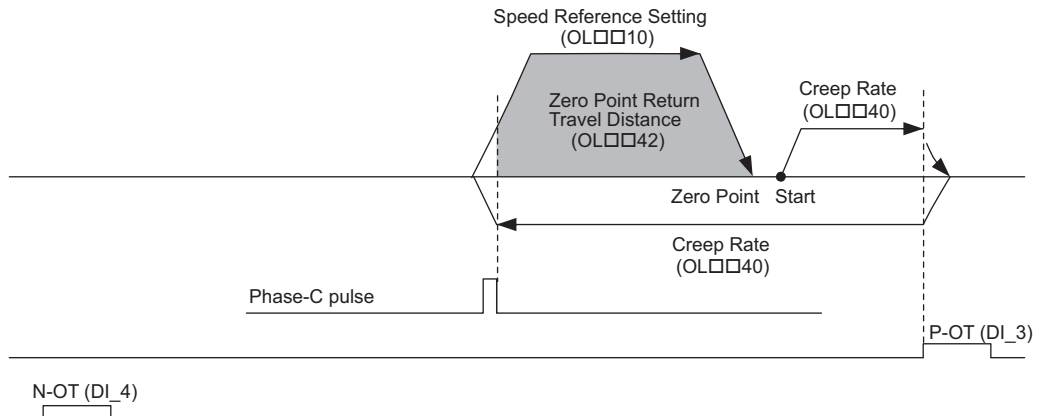 Speed Reference Setting
(OL□□10)
Creep Rate
(OL□□40)
Zero Point Return
Travel Distance
(OL□□42)
Zero Point Start
Creep Rate
(OL□□40)
Phase-C pulse
P-OT (DI_3)
N-OT (DI_4)